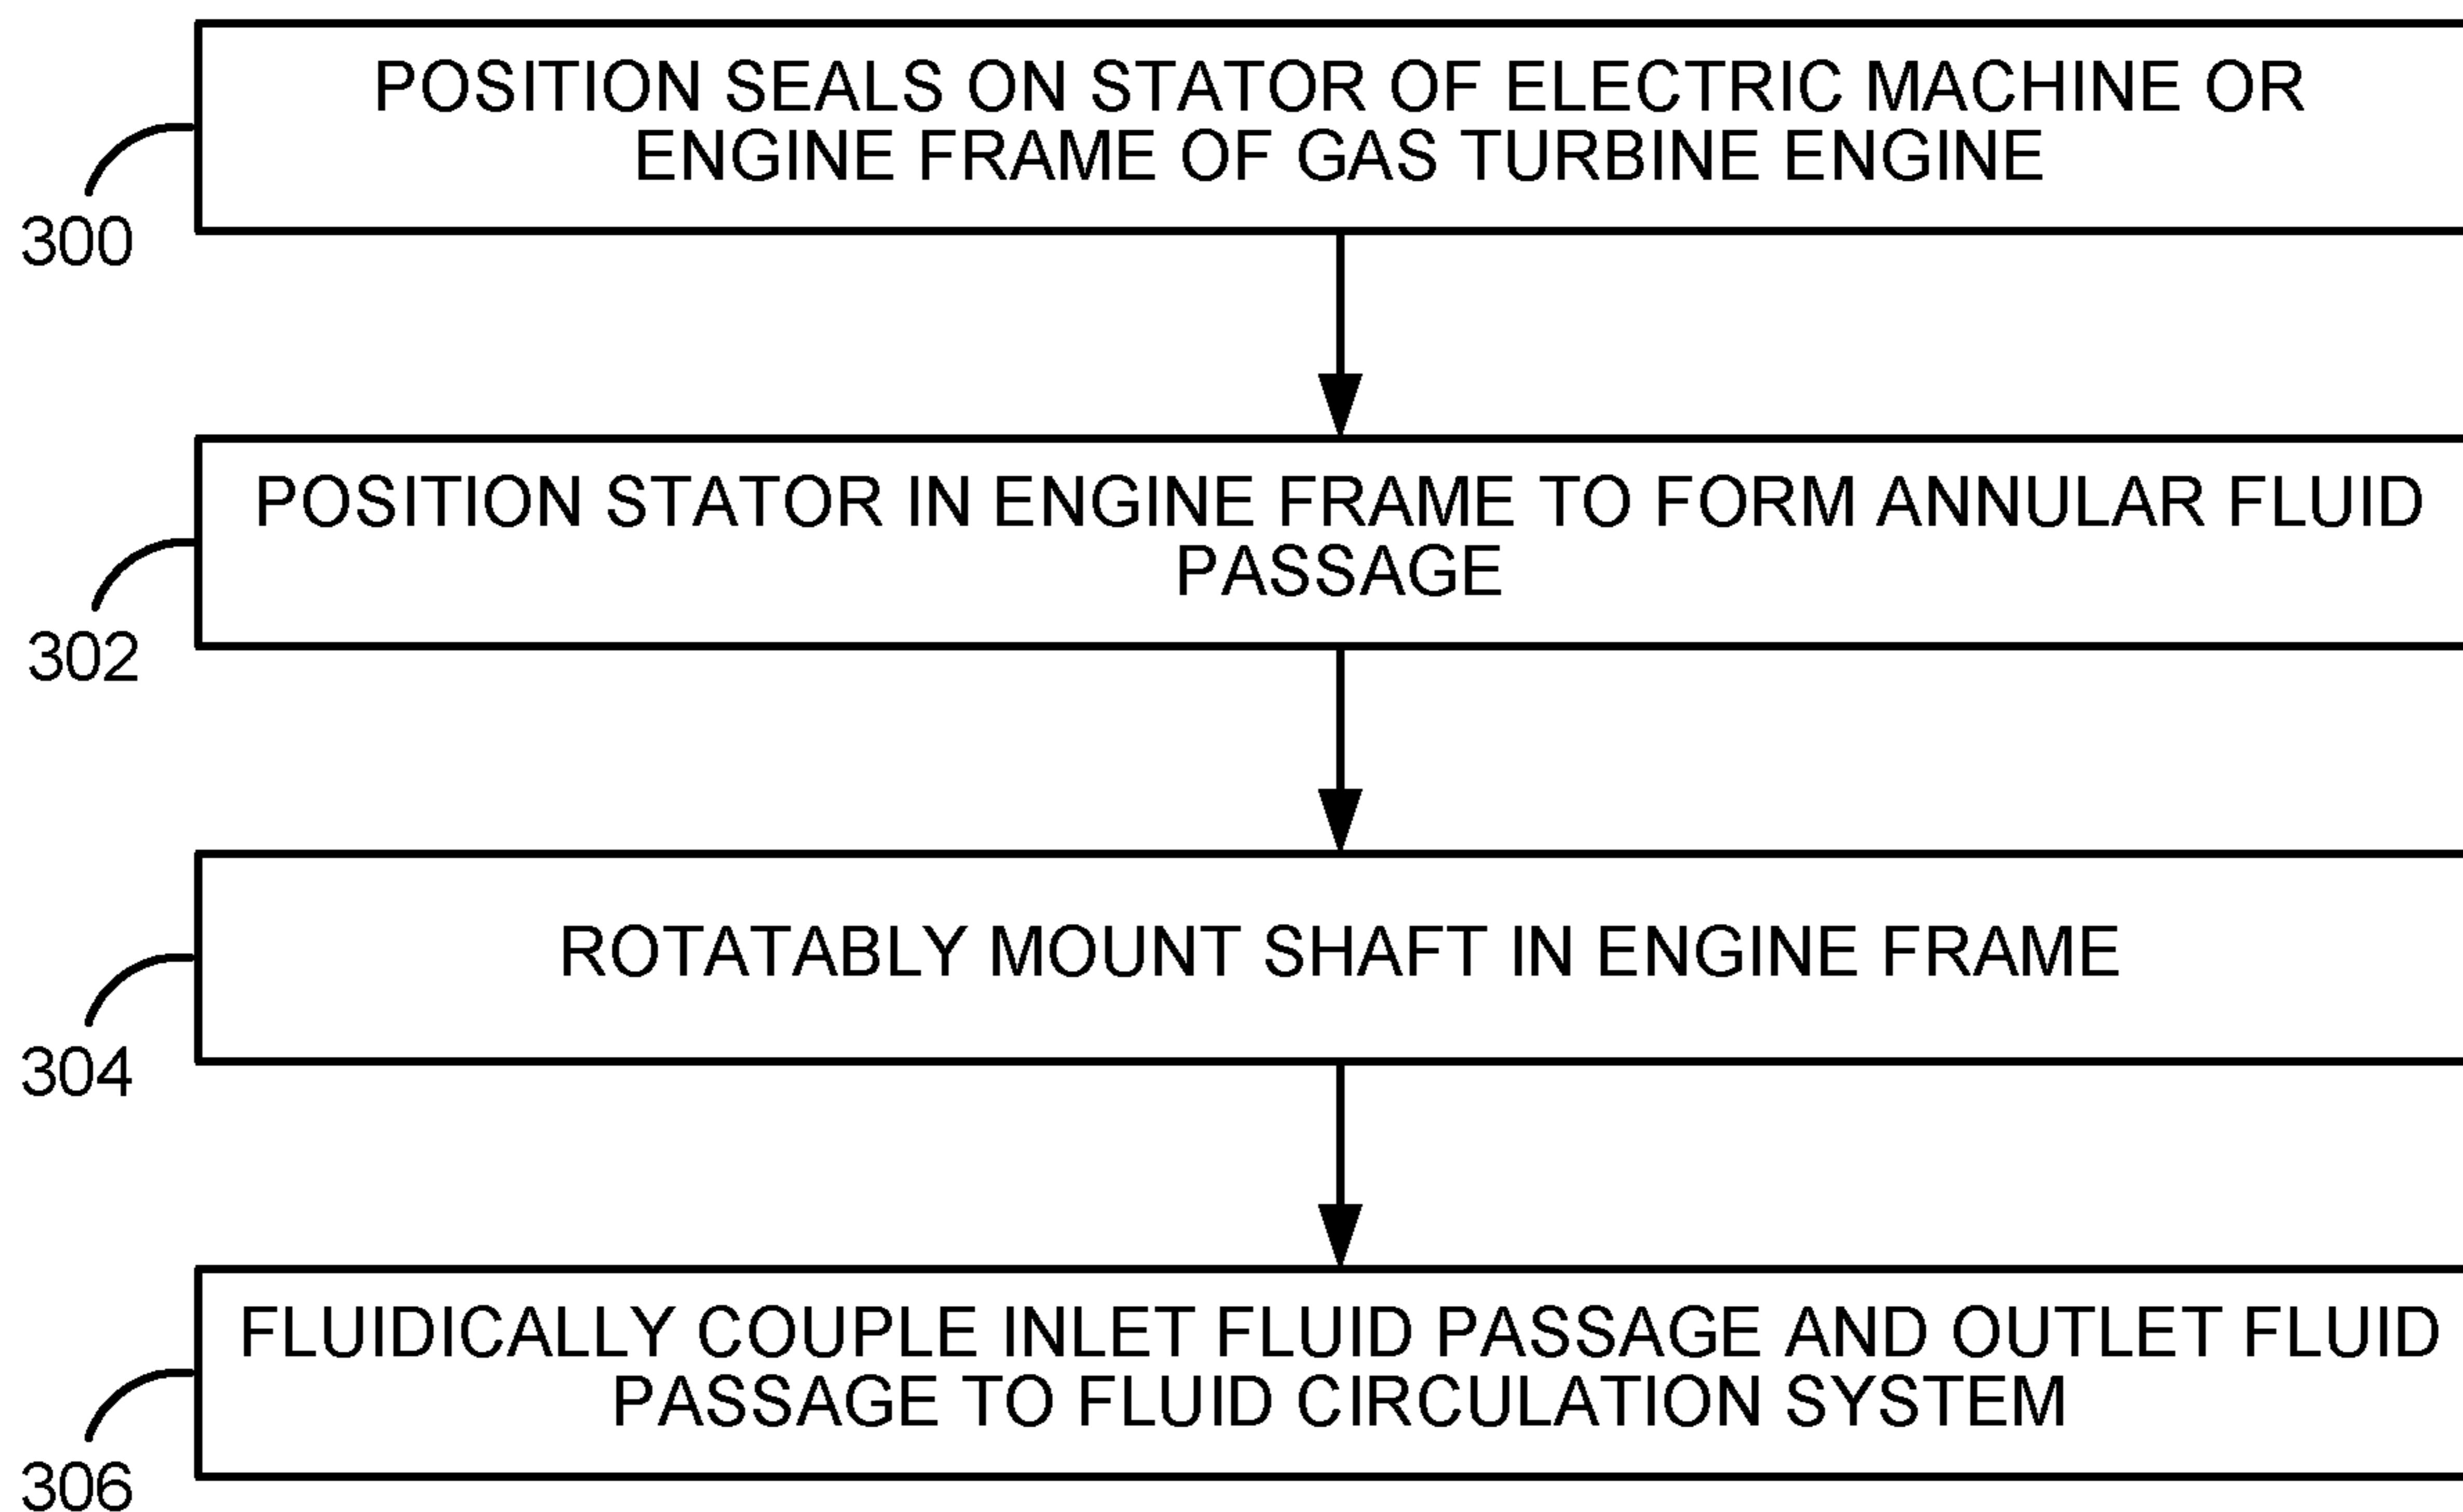 POSITION SEALS ON STATOR OF ELECTRIC MACHINE OR
ENGINE FRAME OF GAS TURBINE ENGINE
300
POSITION STATOR IN ENGINE FRAME TO FORM ANNULAR FLUID
PASSAGE
302
ROTATABLY MOUNT SHAFT IN ENGINE FRAME
304
FLUIDICALLY COUPLE INLET FLUID PASSAGE AND OUTLET FLUID
PASSAGE TO FLUID CIRCULATION SYSTEM
306